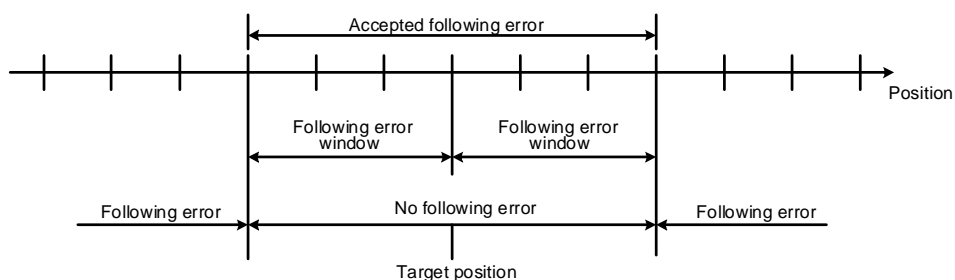 Accepted following error
Position
Following error
window
Following error
window
Following error
No following error
Following error
Target position